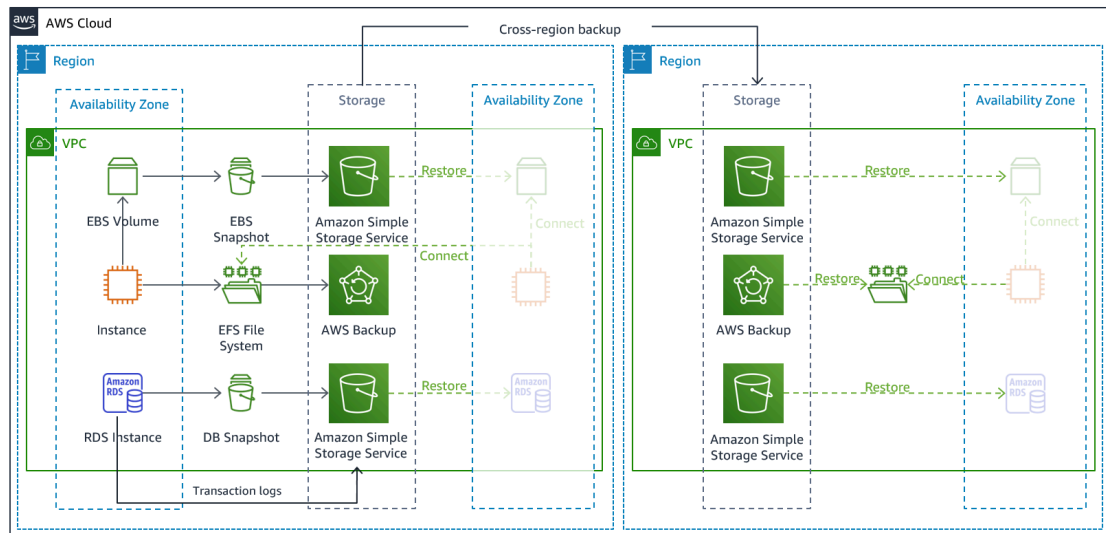 aws
AWS Cloud
Cross-region backup
Region
Availability Zone
Storage
Availability Zone
VPC
EBS Volume
EBS
Snapshot
Amazon Simple
Storage Service
Restore
Connect
Connect
Instance
EFS File
System
AWS Backup
Amazon
RDS
RDS Instance
DB Snapshot
Amazon Simple
Storage Service
Restore
Amazon
RDS
Transaction logs
Region
Storage
Availability Zone
VPC
Amazon Simple
Storage Service
Restore
Connect
AWS Backup
Restore
Connect
Amazon Simple
Storage Service
Restore
Amazon
RDS